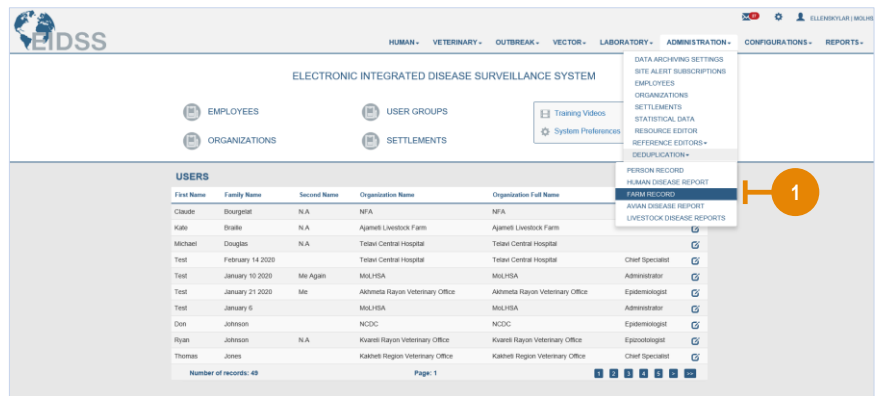 57
ELLENSKYLAR | MOLHS
EIDSS
HUMAN VETERINARY OUTBREAK VECTOR LABORATORY ADMINISTRATION CONFIGURATIONS REPORTS
DATA ARCHIVING SETTINGS
SITE ALERT SUBSCRIPTIONS
EMPLOYEES
ORGANIZATIONS
SETTLEMENTS
STATISTICAL DATA
RESOURCE EDITOR
REFERENCE EDITORS
DEDUPLICATION
PERSON RECORD
HUMAN DISEASE REPORT
FARM RECORD
AVIAN DISEASE REPORT
LIVESTOCK DISEASE REPORTS
1
ELECTRONIC INTEGRATED DISEASE SURVEILLANCE SYSTEM
EMPLOYEES USER GROUPS Training Videos
ORGANIZATIONS SETTLEMENTS System Preferences
USERS
First Name Family Name Second Name Organization Name Organization Full Name
Claude Bourgelat N.A NFA NFA
Kate Braille N.A Ajameti Livestock Farm Ajameti Livestock Farm
Michael Douglas N.A Telavi Central Hospital Telavi Central Hospital
Test February 14 2020 Telavi Central Hospital Telavi Central Hospital Chief Specialist
Test January 10 2020 Me Again MoLHSA MoLHSA Administrator
Test January 21 2020 Me Akhmeta Rayon Veterinary Office Akhmeta Rayon Veterinary Office Epidemiologist
Test January 6 MoLHSA MoLHSA Administrator
Don Johnson NCDC NCDC Epidemiologist
Ryan Johnson N.A Kvareli Rayon Veterinary Office Kvareli Rayon Veterinary Office Epizootologist
Thomas Jones Kakheti Region Veterinary Office Kakheti Region Veterinary Office Chief Specialist
Number of records: 49 Page: 1 1 2 3 4 5 > >>